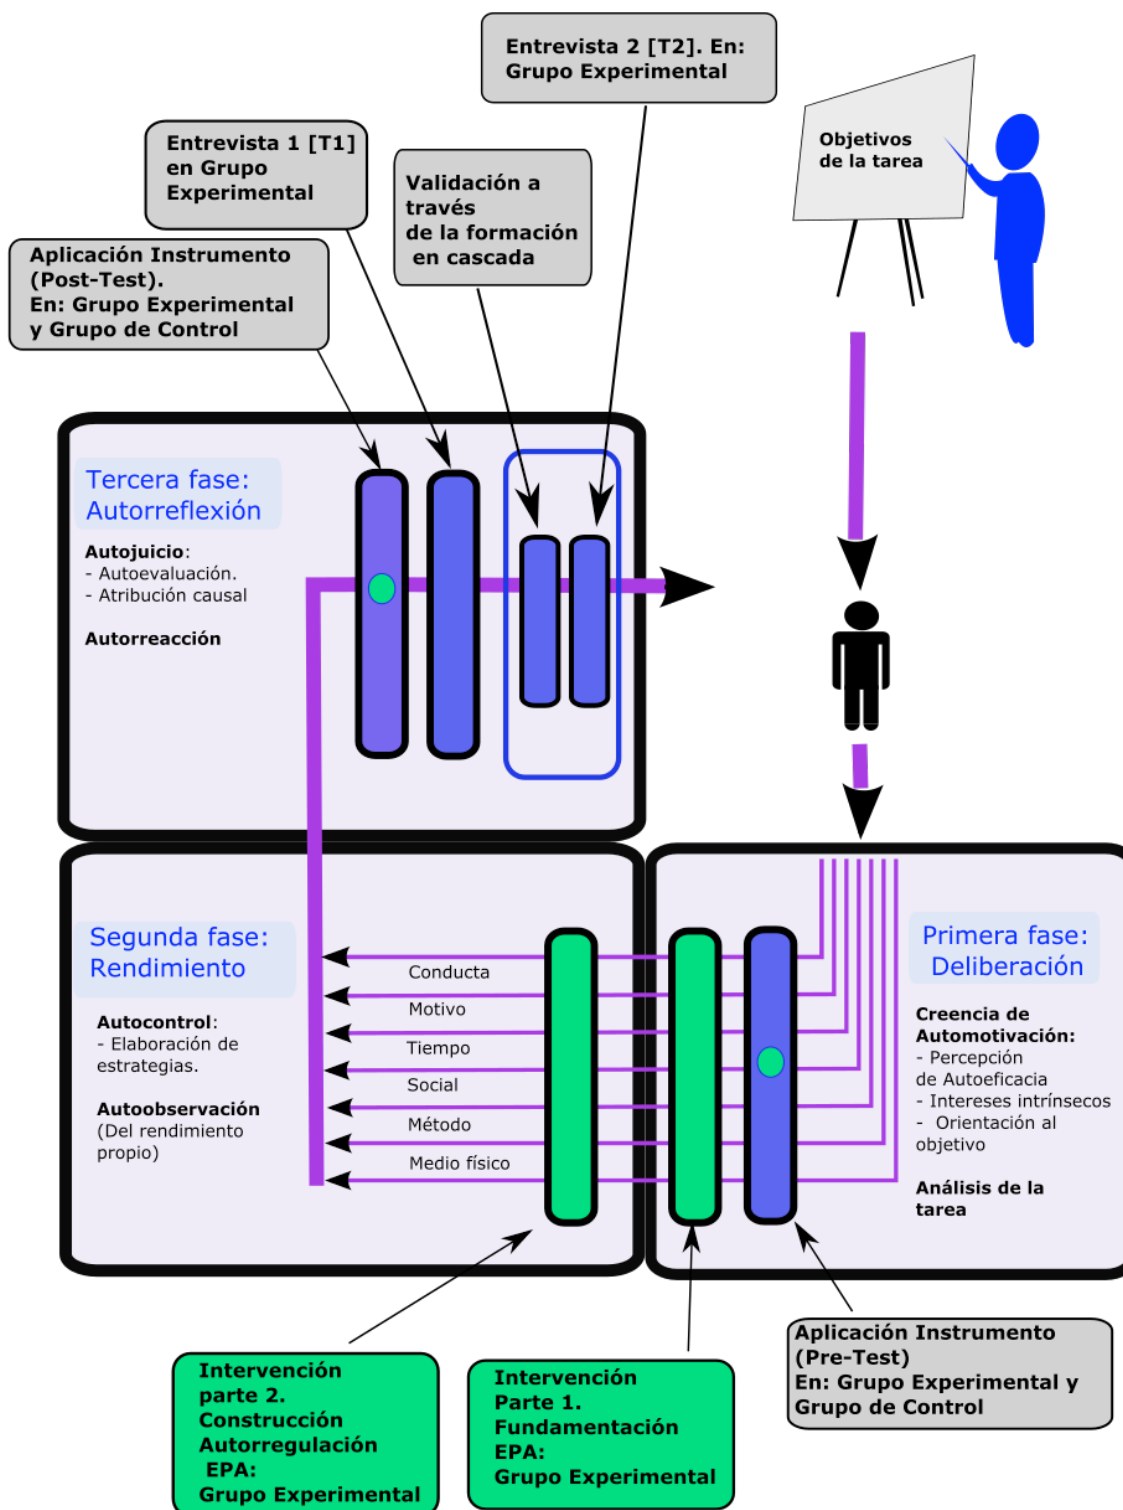 Entrevista 2 [T2]. En:
Grupo Experimental
Entrevista 1 [T1]
en Grupo
Experimental
Validación a
través
de la formación
en cascada
Objetivos
de la tarea
Aplicación Instrumento
(Post-Test).
En: Grupo Experimental
y Grupo de Control
Tercera fase:
Autorreflexión
Autojuicio:
- Autoevaluación.
- Atribución causal
Autorreacción
Segunda fase:
Rendimiento
Autocontrol:
- Elaboración de
estrategias.
Autoobservación
(Del rendimiento
propio)
Conducta
Motivo
Tiempo
Social
Método
Medio físico
Primera fase:
Deliberación
Creencia de
Automotivación:
- Percepción
de Autoeficacia
- Intereses intrínsecos
- Orientación al
objetivo
Análisis de la
tarea
Intervención
parte 2.
Construcción
Autorregulación
EPA:
Grupo Experimental
Intervención
Parte 1.
Fundamentación
EPA:
Grupo Experimental
Aplicación Instrumento
(Pre-Test)
En: Grupo Experimental y
Grupo de Control